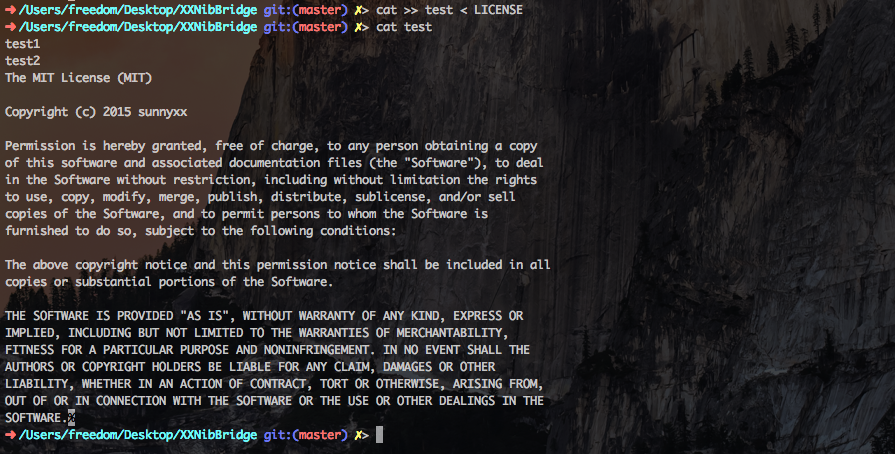 ➜ /Users/freedom/Desktop/XXNibBridge git:(master) ✗> cat >> test < LICENSE
➜ /Users/freedom/Desktop/XXNibBridge git:(master) ✗> cat test
test1
test2
The MIT License (MIT)
Copyright (c) 2015 sunnyxx
Permission is hereby granted, free of charge, to any person obtaining a copy
of this software and associated documentation files (the "Software"), to deal
in the Software without restriction, including without limitation the rights
to use, copy, modify, merge, publish, distribute, sublicense, and/or sell
copies of the Software, and to permit persons to whom the Software is
furnished to do so, subject to the following conditions:
The above copyright notice and this permission notice shall be included in all
copies or substantial portions of the Software.
THE SOFTWARE IS PROVIDED "AS IS", WITHOUT WARRANTY OF ANY KIND, EXPRESS OR
IMPLIED, INCLUDING BUT NOT LIMITED TO THE WARRANTIES OF MERCHANTABILITY,
FITNESS FOR A PARTICULAR PURPOSE AND NONINFRINGEMENT. IN NO EVENT SHALL THE
AUTHORS OR COPYRIGHT HOLDERS BE LIABLE FOR ANY CLAIM, DAMAGES OR OTHER
LIABILITY, WHETHER IN AN ACTION OF CONTRACT, TORT OR OTHERWISE, ARISING FROM,
OUT OF OR IN CONNECTION WITH THE SOFTWARE OR THE USE OR OTHER DEALINGS IN THE
SOFTWARE.%
➜ /Users/freedom/Desktop/XXNibBridge git:(master) ✗>